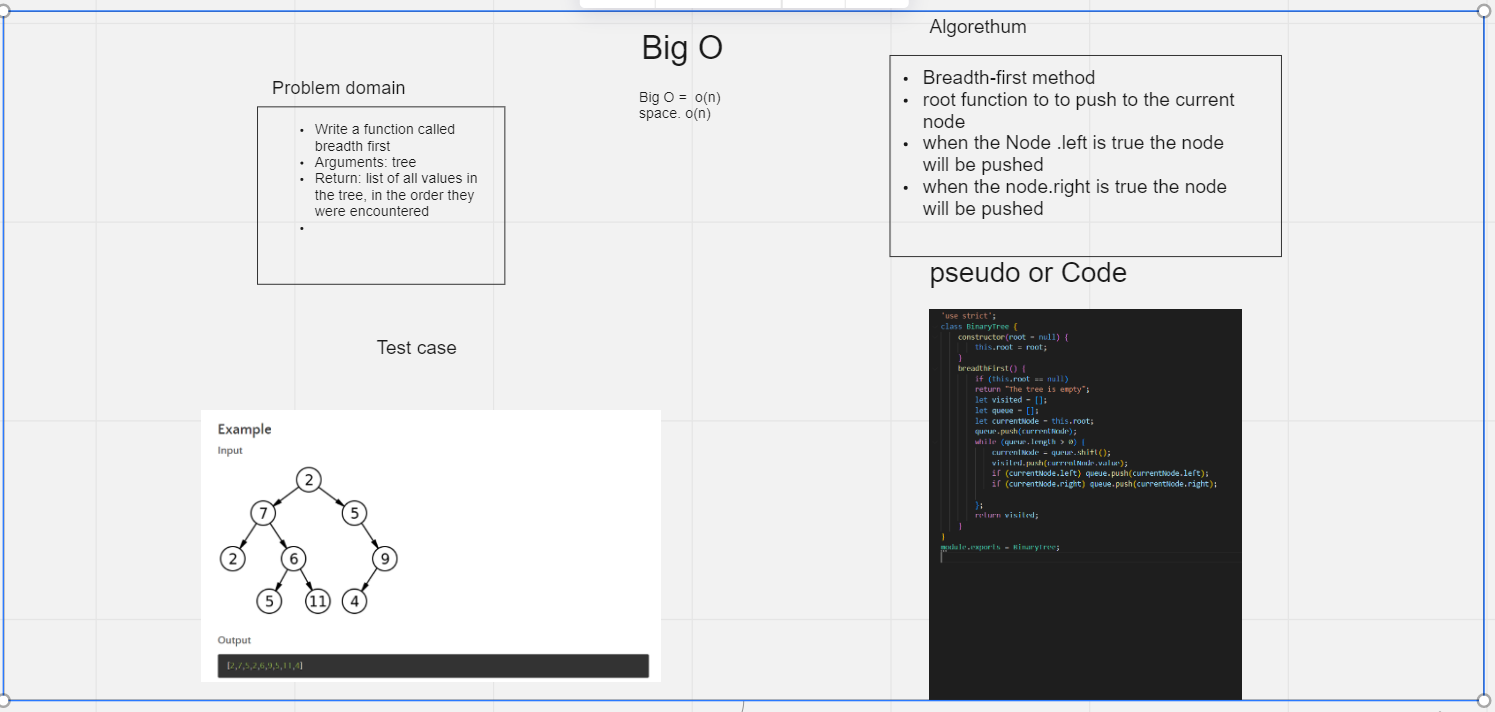 Big O
Big O =  o(n)
space. o(n)
Problem domain
• Write a function called
breadth first
• Arguments: tree
• Return: list of all values in
the tree, in the order they
were encountered
•
Algorethum
• Breadth-first method
• root function to to push to the current
node
• when the Node .left is true the node
will be pushed
• when the node.right is true the node
will be pushed
Test case
Example
Input
2
7 5
2 6 9
5 11 4
Output
[2,7,5,2,6,9,5,11,4]
pseudo or Code
'use strict';
class BinaryTree {
constructor(root = null) {
this.root = root;
}
breadthFirst() {
if (this.root == null)
return "The tree is empty";
let visited = [];
let queue = [];
let currentNode = this.root;
queue.push(currentNode);
while (queue.length > 0) {
currentNode = queue.shift();
visited.push(currentNode.value);
if (currentNode.left) queue.push(currentNode.left);
if (currentNode.right) queue.push(currentNode.right);
};
return visited;
}
}
module.exports = BinaryTree;